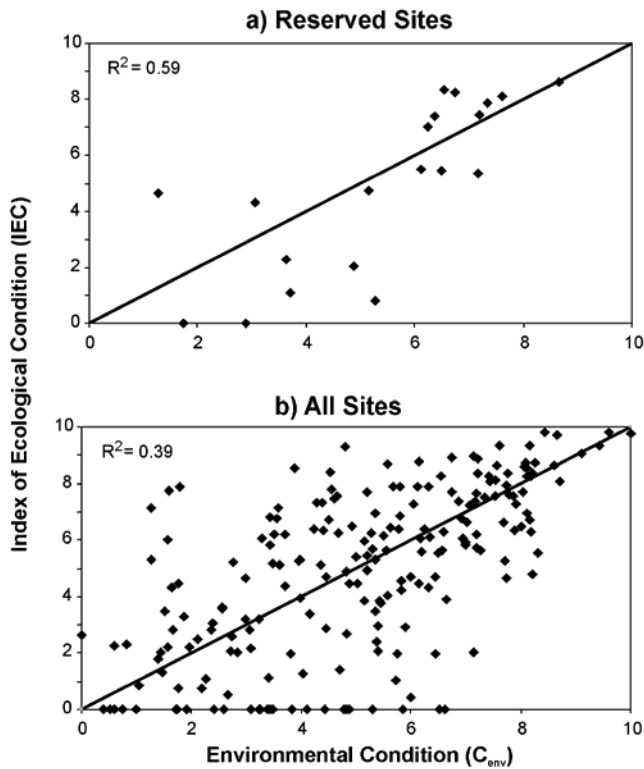 a) Reserved Sites
R² = 0.59
10
8
6
4
2
0
0 2 4 6 8 10
Index of Ecological Condition (IEC)
b) All Sites
R² = 0.39
10
8
6
4
2
0
0 2 4 6 8 10
Environmental Condition (Cenv)